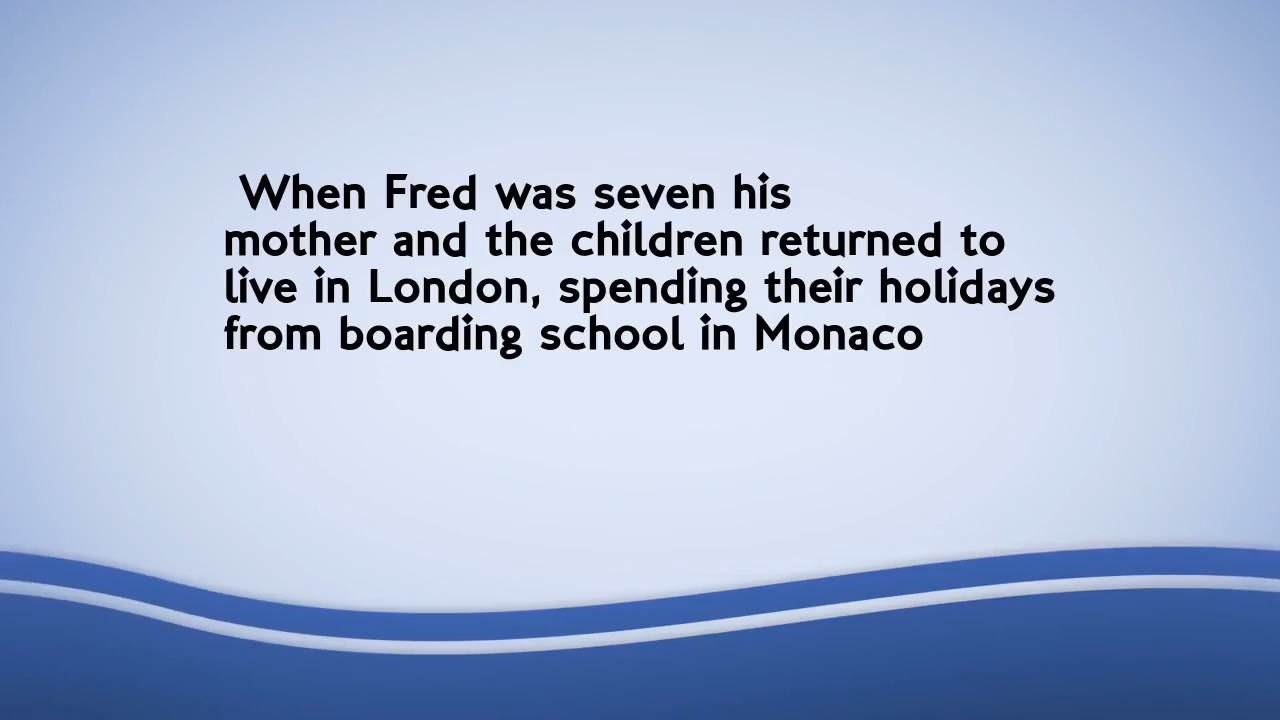 When Fred was seven his
mother and the children returned to
live in London, spending their holidays
from boarding school in Monaco